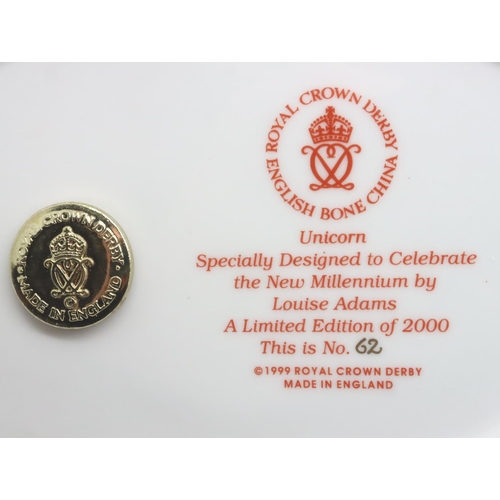 ROYAL CROWN DERBY
ENGLISH BONE CHINA
Unicorn
Specially Designed to Celebrate
the New Millennium by
Louise Adams
A Limited Edition of 2000
This is No. 62
© 1999 ROYAL CROWN DERBY
MADE IN ENGLAND
ROYAL CROWN DERBY
MADE IN ENGLAND